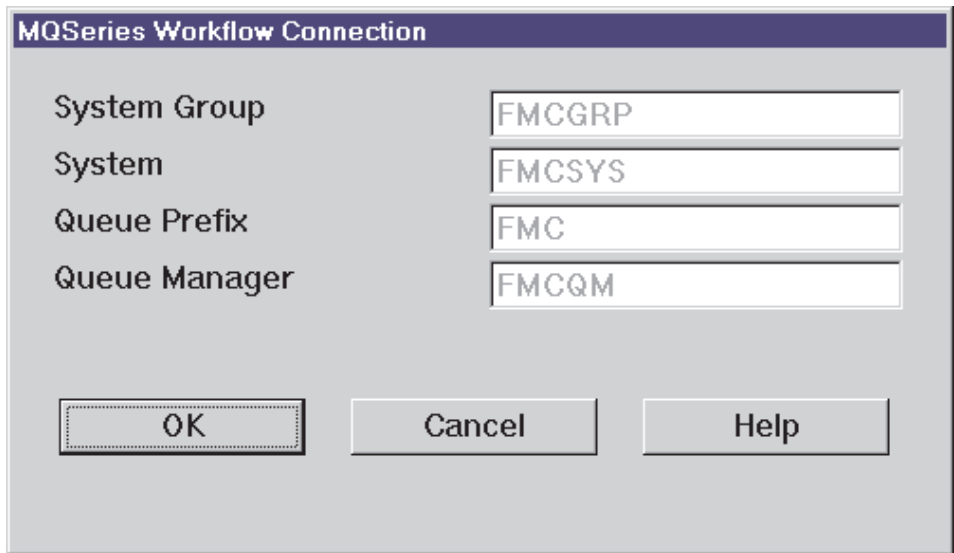 MQSeries Workflow Connection
System Group FMCGRP
System FMCSYS
Queue Prefix FMC
Queue Manager FMCQM
OK Cancel Help